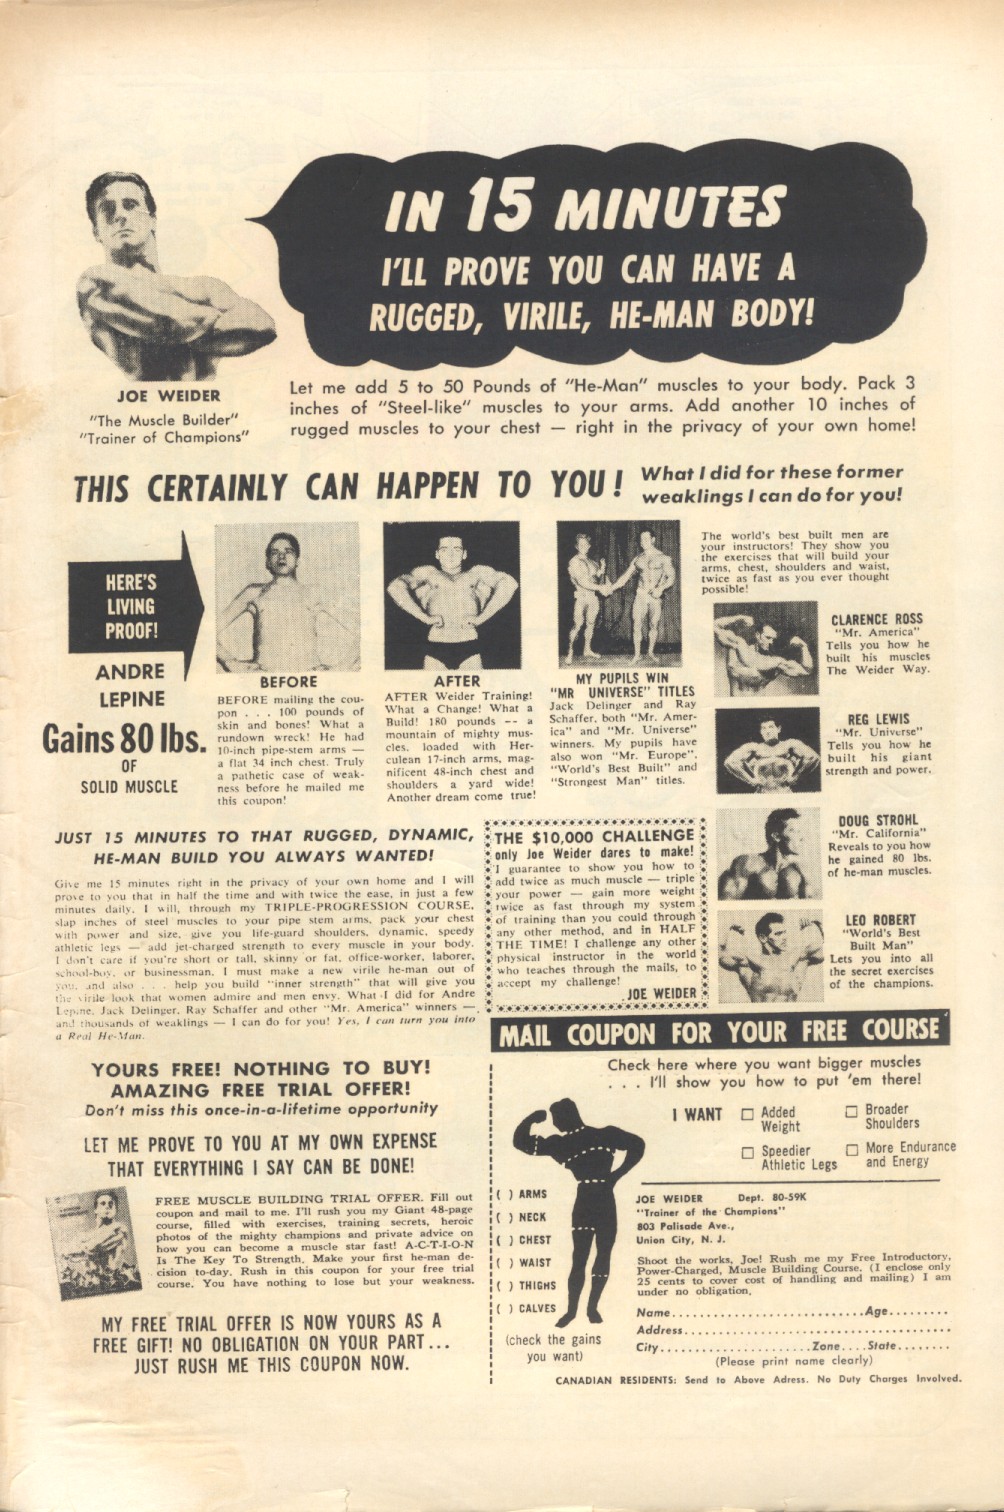 IN 15 MINUTES
I'LL PROVE YOU CAN HAVE A
RUGGED, VIRILE, HE-MAN BODY!
JOE WEIDER
"The Muscle Builder"
"Trainer of Champions"
Let me add 5 to 50 Pounds of "He-Man" muscles to your body. Pack 3
inches of "Steel-like" muscles to your arms. Add another 10 inches of
rugged muscles to your chest — right in the privacy of your own home!
THIS CERTAINLY CAN HAPPEN TO YOU!
What I did for these former
weaklings I can do for you!
HERE'S
LIVING
PROOF!
ANDRE
LEPINE
Gains 80 lbs.
OF
SOLID MUSCLE
BEFORE
BEFORE mailing the cou-
pon . . . 100 pounds of
skin and bones! What a
rundown wreck! He had
10-inch pipe-stem arms —
a flat 34 inch chest. Truly
a pathetic case of weak-
ness before he mailed me
this coupon!
AFTER
AFTER Weider Training!
What a Change! What a
Build! 180 pounds -- a
mountain of mighty mus-
cles, loaded with Her-
culean 17-inch arms, mag-
nificent 48-inch chest and
shoulders a yard wide!
Another dream come true!
MY PUPILS WIN
"MR UNIVERSE" TITLES
Jack Delinger and Ray
Schaffer, both "Mr. Amer-
ica" and "Mr. Universe"
winners. My pupils have
also won "Mr. Europe",
"World's Best Built" and
"Strongest Man" titles.
The world's best built men are
your instructors! They show you
the exercises that will build your
arms, chest, shoulders and waist,
twice as fast as you ever thought
possible!
CLARENCE ROSS
"Mr. America"
Tells you how he
built his muscles
The Weider Way.
REG LEWIS
"Mr. Universe"
Tells you how he
built his giant
strength and power.
DOUG STROHL
"Mr. California"
Reveals to you how
he gained 80 lbs.
of he-man muscles.
LEO ROBERT
"World's Best
Built Man"
Lets you into all
the secret exercises
of the champions.
JUST 15 MINUTES TO THAT RUGGED, DYNAMIC,
HE-MAN BUILD YOU ALWAYS WANTED!
Give me 15 minutes right in the privacy of your own home and I will
prove to you that in half the time and with twice the ease, in just a few
minutes daily. I will, through my TRIPLE-PROGRESSION COURSE,
slap inches of steel muscles to your pipe stem arms, pack your chest
with power and size, give you life-guard shoulders, dynamic, speedy
athletic legs — add jet-charged strength to every muscle in your body.
I don't care if you're short or tall, skinny or fat, office-worker, laborer,
school-boy, or businessman, I must make a new virile he-man out of
you, and also . . . help you build "inner strength" that will give you
the virile look that women admire and men envy. What I did for Andre
Lepine, Jack Delinger, Ray Schaffer and other "Mr. America" winners —
and thousands of weaklings — I can do for you! Yes, I can turn you into
a Real He-Man.
THE $10,000 CHALLENGE
only Joe Weider dares to make!
I guarantee to show you how to
add twice as much muscle — triple
your power — gain more weight
twice as fast through my system
of training than you could through
any other method, and in HALF
THE TIME! I challenge any other
physical instructor in the world
who teaches through the mails, to
accept my challenge!
JOE WEIDER
YOURS FREE! NOTHING TO BUY!
AMAZING FREE TRIAL OFFER!
Don't miss this once-in-a-lifetime opportunity
LET ME PROVE TO YOU AT MY OWN EXPENSE
THAT EVERYTHING I SAY CAN BE DONE!
FREE MUSCLE BUILDING TRIAL OFFER. Fill out
coupon and mail to me. I'll rush you my Giant 48-page
course, filled with exercises, training secrets, heroic
photos of the mighty champions and private advice on
how you can become a muscle star fast! A-C-T-I-O-N
Is The Key To Strength. Make your first he-man de-
cision to-day. Rush in this coupon for your free trial
course. You have nothing to lose but your weakness.
MY FREE TRIAL OFFER IS NOW YOURS AS A
FREE GIFT! NO OBLIGATION ON YOUR PART...
JUST RUSH ME THIS COUPON NOW.
MAIL COUPON FOR YOUR FREE COURSE
Check here where you want bigger muscles
. . . I'll show you how to put 'em there!
I WANT □ Added Weight □ Broader Shoulders
□ Speedier Athletic Legs □ More Endurance and Energy
( ) ARMS
( ) NECK
( ) CHEST
( ) WAIST
( ) THIGHS
( ) CALVES
(check the gains
you want)
JOE WEIDER Dept. 80-59K
"Trainer of the Champions"
803 Palisade Ave.,
Union City, N. J.
Shoot the works, Joe! Rush me my Free Introductory,
Power-Charged, Muscle Building Course. (I enclose only
25 cents to cover cost of handling and mailing) I am
under no obligation,
Name..............................Age.........
Address.......................................
City.......................Zone....State........
(Please print name clearly)
CANADIAN RESIDENTS: Send to Above Adress. No Duty Charges Involved.